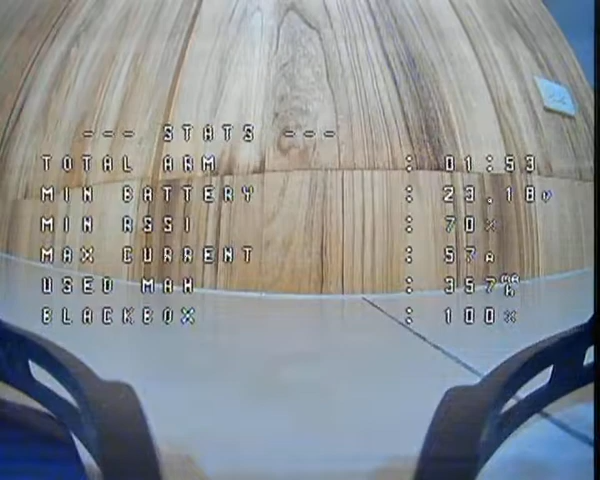 --- STATS ---
TOTAL ARM : 01:53
MIN BATTERY : 23.18V
MIN RSSI : 70%
MAX CURRENT : 57A
USED MAH : 357MAH
BLACKBOX : 100%